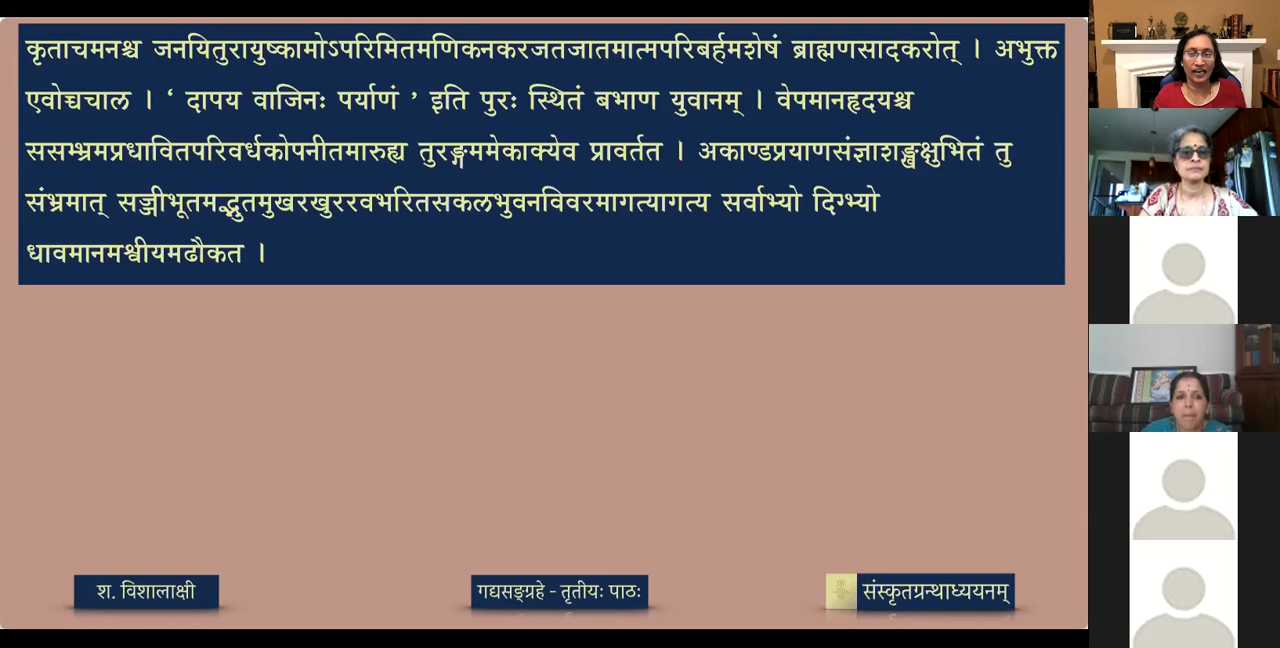 कृताचमनश्च जनयितुरायुष्कामोऽपरिमितमणिकनकरजतजातमात्मपरिबर्हमशेषं ब्राह्मणसादकरोत् । अभुक्त
एवोच्चचाल । ‘ दापय वाजिनः पर्याणं ’ इति पुरः स्थितं बभाण युवानम् । वेपमानहृदयश्च
ससम्भ्रमप्रधावितपरिवर्धकोपनीतमारुह्य तुरङ्गममेकाक्येव प्रावर्तत । अकाण्डप्रयाणसंज्ञाशङ्खक्षुभितं तु
संभ्रमात् सज्जीभूतमद्भुतमुखरखुररवभरितसकलभुवनविवरमागत्यागत्य सर्वाभ्यो दिग्भ्यो
धावमानमश्वीयमढौकत ।
श. विशालाक्षी
गद्यसङ्ग्रहे - तृतीयः पाठः
संस्कृतग्रन्थाध्ययनम्